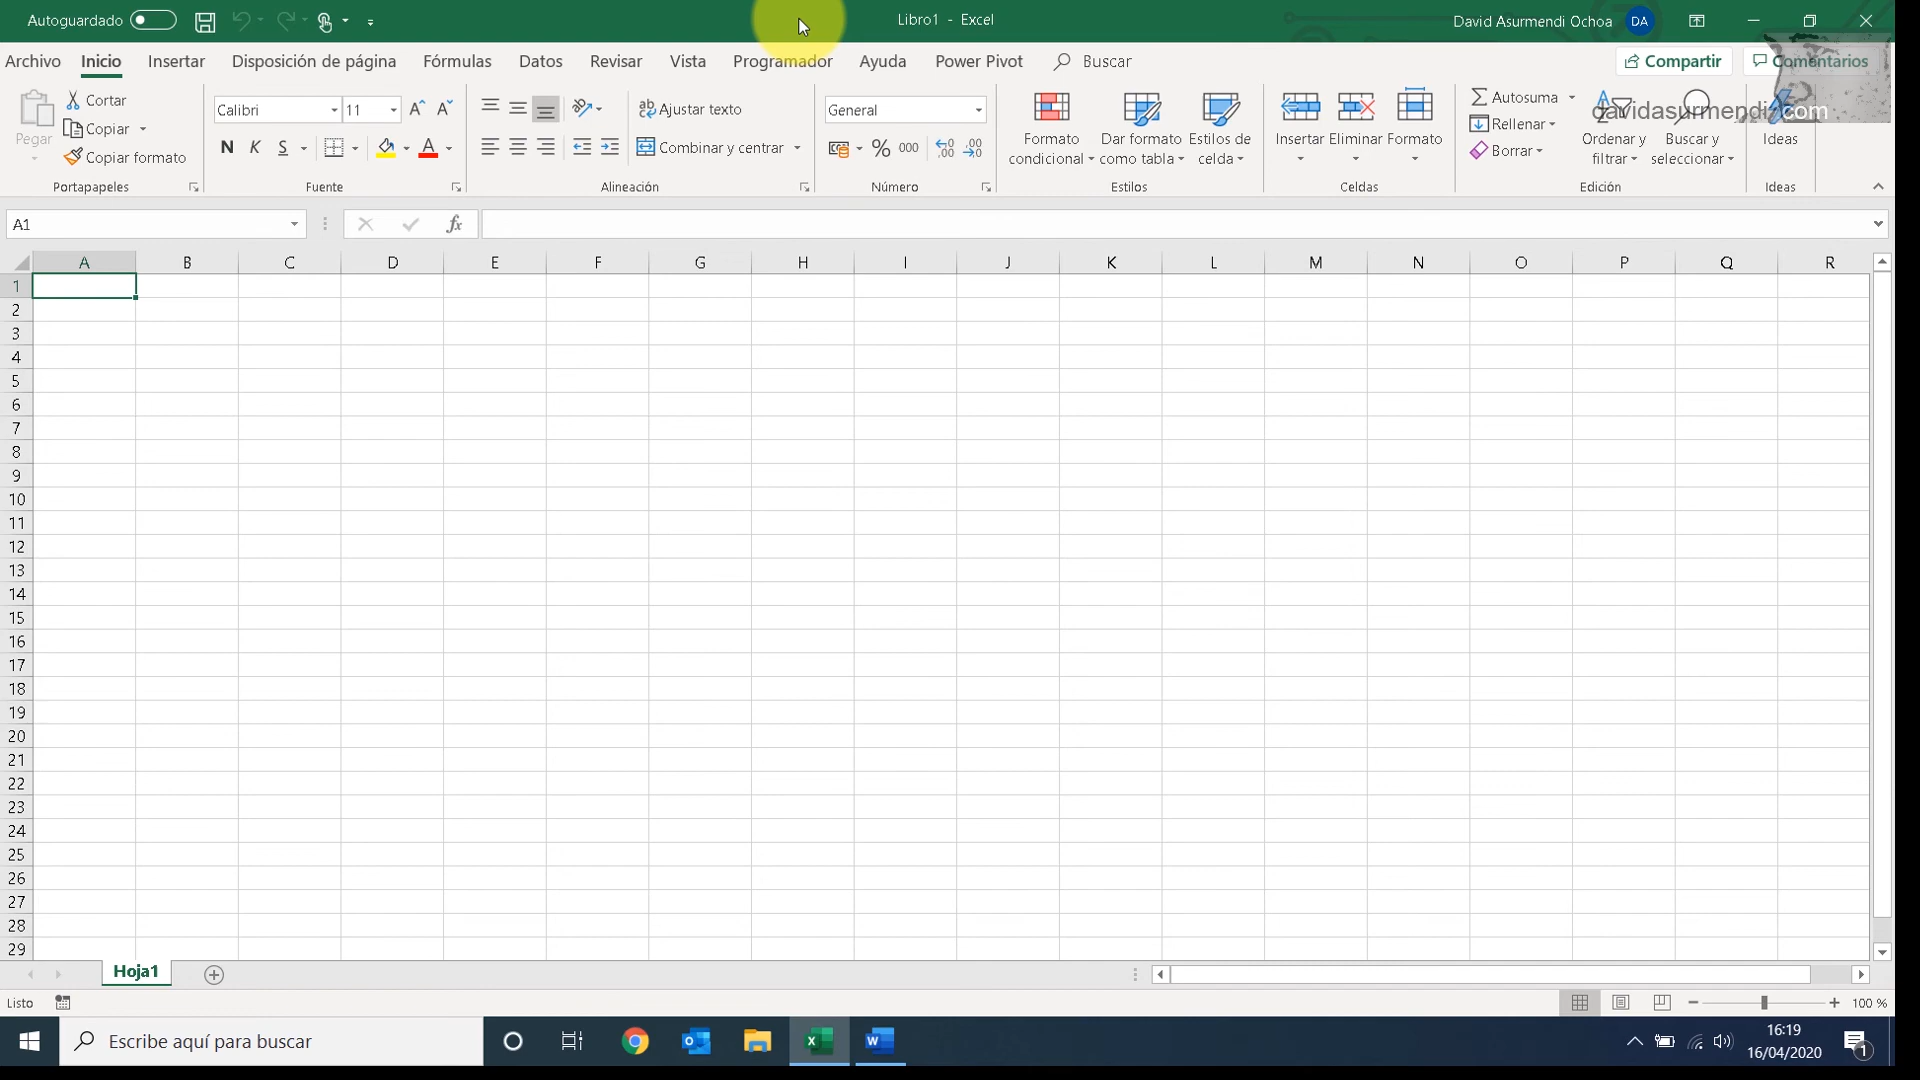 Autoguardado
Libro1 - Excel
David Asurmendi Ochoa DA
Archivo Inicio Insertar Disposición de página Fórmulas Datos Revisar Vista Programador Ayuda Power Pivot Buscar Compartir Comentarios
Pegar
Cortar
Copiar
Copiar formato
Portapapeles
Calibri 11
N K S
Fuente
Ajustar texto
Combinar y centrar
Alineación
General
% 000
Número
Formato condicional
Dar formato como tabla
Estilos de celda
Estilos
Insertar Eliminar Formato
Celdas
Autosuma
Rellenar
Borrar
Ordenar y filtrar
Buscar y seleccionar
Edición
Ideas
Ideas
davidasurmendi.com
A1
fx
A B C D E F G H I J K L M N O P Q R
1
2
3
4
5
6
7
8
9
10
11
12
13
14
15
16
17
18
19
20
21
22
23
24
25
26
27
28
29
Hoja1
Listo
100 %
Escribe aquí para buscar
16:19
16/04/2020
1